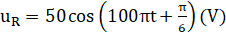 u_R = 50cos(100πt + π/6)(V)